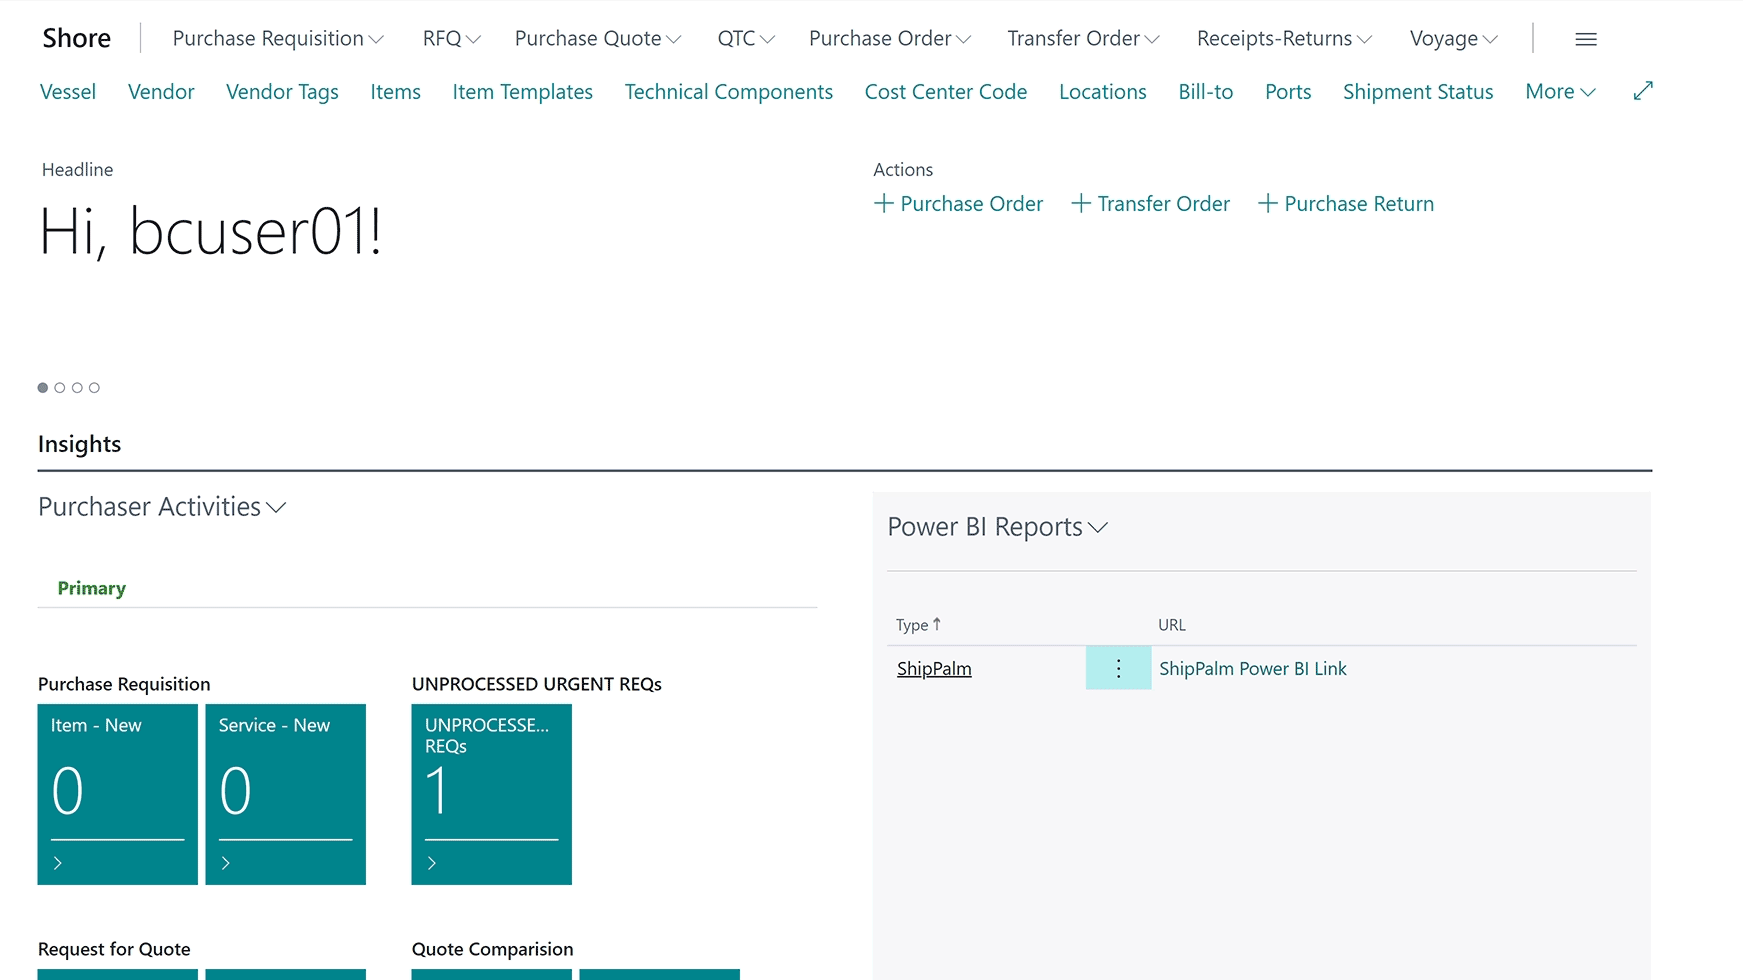 Shore Purchase Requisition RFQ Purchase Quote QTC Purchase Order Transfer Order Receipts-Returns Voyage
Vessel Vendor Vendor Tags Items Item Templates Technical Components Cost Center Code Locations Bill-to Ports Shipment Status More
Headline
Hi, bcuser01!
Actions
Purchase Order Transfer Order Purchase Return
Insights
Purchaser Activities
Primary
Purchase Requisition
Item - New
0
Service - New
0
UNPROCESSED URGENT REQs
UNPROCESSE...
REQs
1
Request for Quote
Quote Comparision
Power BI Reports
Type ↑ URL
ShipPalm ShipPalm Power BI Link